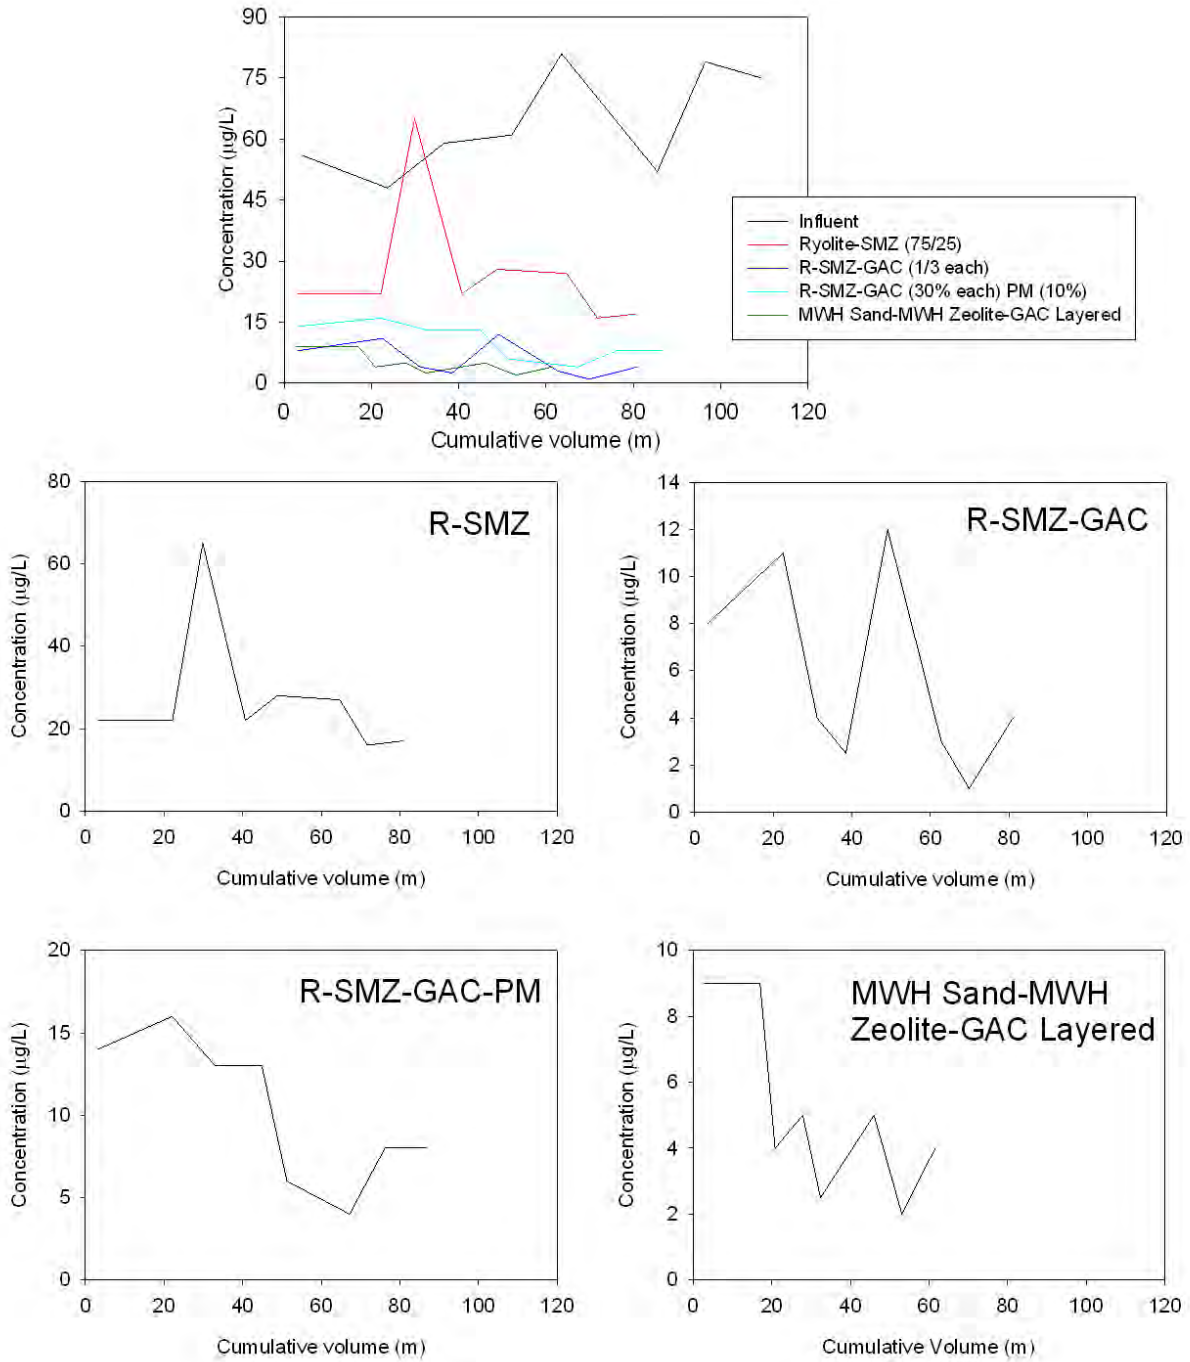 90
75
60
45
30
15
0
Concentration (µg/L)
0 20 40 60 80 100 120
Cumulative volume (m)
Influent
Ryolite-SMZ (75/25)
R-SMZ-GAC (1/3 each)
R-SMZ-GAC (30% each) PM (10%)
MWH Sand-MWH Zeolite-GAC Layered
80
60
40
20
0
Concentration (µg/L)
R-SMZ
0 20 40 60 80 100 120
Cumulative volume (m)
14
12
10
8
6
4
2
0
Concentration (µg/L)
R-SMZ-GAC
0 20 40 60 80 100 120
Cumulative volume (m)
20
15
10
5
0
Concentration (µg/L)
R-SMZ-GAC-PM
0 20 40 60 80 100 120
Cumulative volume (m)
10
8
6
4
2
0
Concentration (µg/L)
MWH Sand-MWH
Zeolite-GAC Layered
0 20 40 60 80 100 120
Cumulative Volume (m)